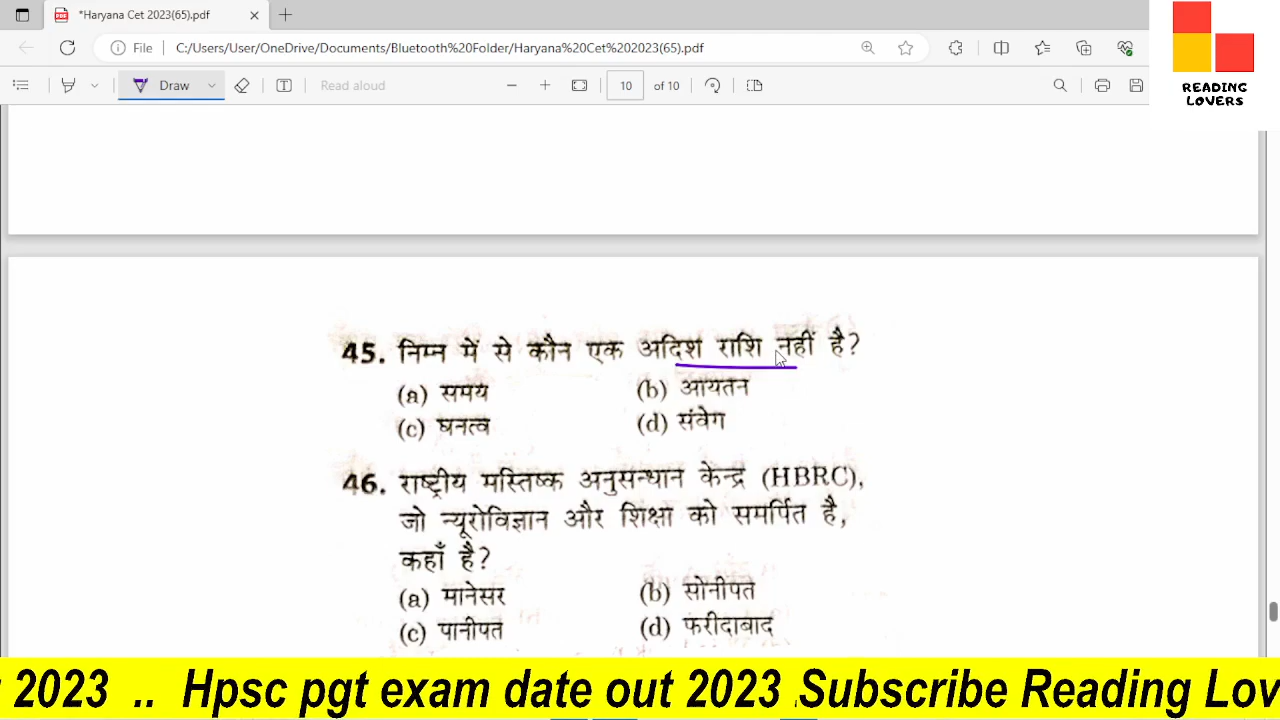 *Haryana Cet 2023(65).pdf
File
C:/Users/User/OneDrive/Documents/Bluetooth%20Folder/Haryana%20Cet%202023(65).pdf
Draw
Read aloud
10 of 10
READING
LOVERS
45. निम्न में से कौन एक अदिश राशि नहीं है?
(a) समय (b) आयतन
(c) घनत्व (d) संवेग
46. राष्ट्रीय मस्तिष्क अनुसन्धान केन्द्र (HBRC),
जो न्यूरोविज्ञान और शिक्षा को समर्पित है,
कहाँ है?
(a) मानेसर (b) सोनीपत
(c) पानीपत (d) फरीदाबाद
2023 .. Hpsc pgt exam date out 2023 Subscribe Reading Lov